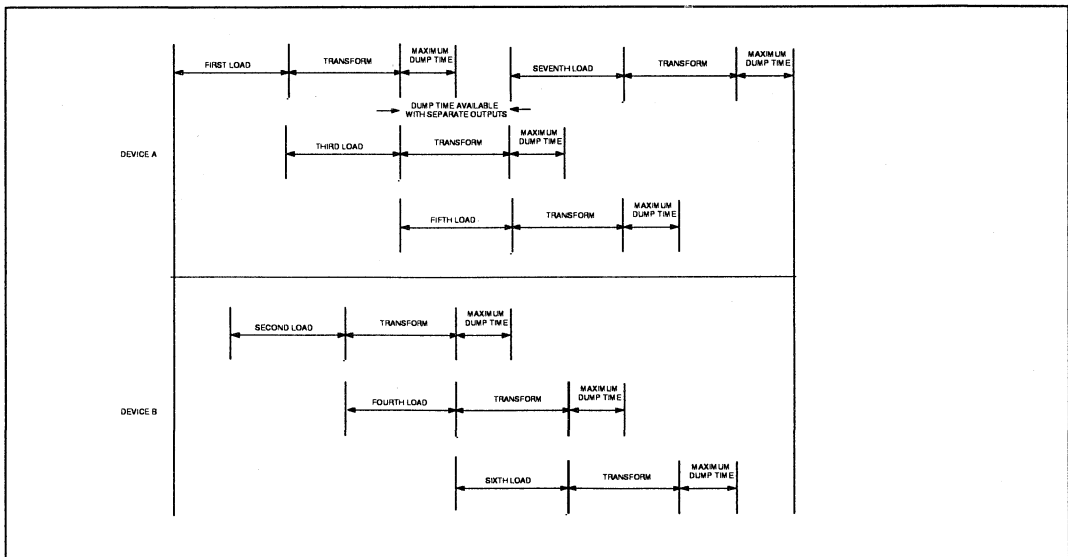 FIRST LOAD
TRANSFORM
MAXIMUM
DUMP TIME
SEVENTH LOAD
TRANSFORM
MAXIMUM
DUMP TIME
DUMP TIME AVAILABLE
WITH SEPARATE OUTPUTS
DEVICE A
THIRD LOAD
TRANSFORM
MAXIMUM
DUMP TIME
FIFTH LOAD
TRANSFORM
MAXIMUM
DUMP TIME
SECOND LOAD
TRANSFORM
MAXIMUM
DUMP TIME
DEVICE B
FOURTH LOAD
TRANSFORM
MAXIMUM
DUMP TIME
SIXTH LOAD
TRANSFORM
MAXIMUM
DUMP TIME